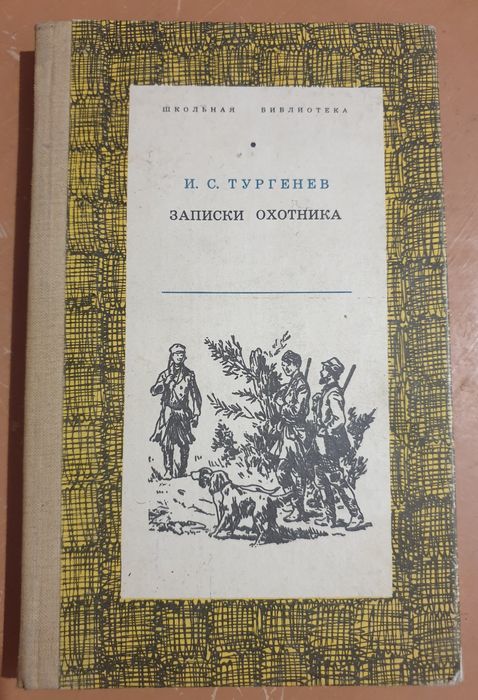 ШКОЛЬНАЯ БИБЛИОТЕКА
И. С. ТУРГЕНЕВ
ЗАПИСКИ ОХОТНИКА